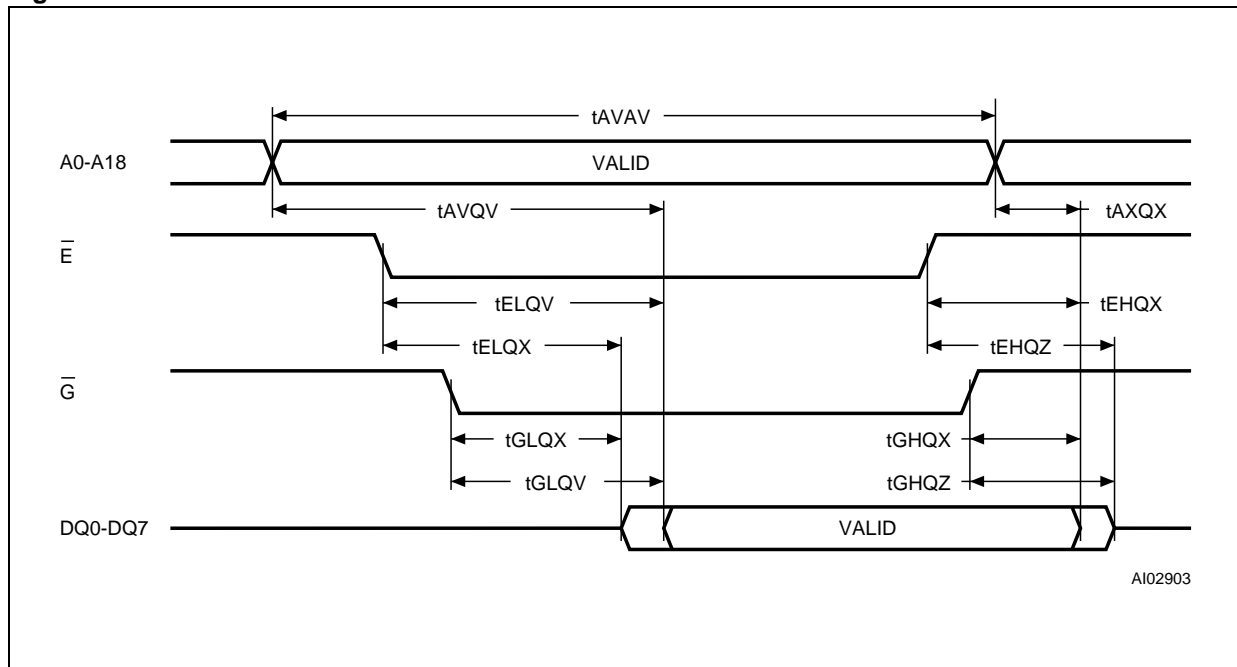 tAVAV
A0-A18
VALID
tAVQV
tAXQX
E̅
tELQV
tEHQX
tELQX
tEHQZ
G̅
tGLQX
tGHQX
tGLQV
tGHQZ
DQ0-DQ7
VALID
AI02903